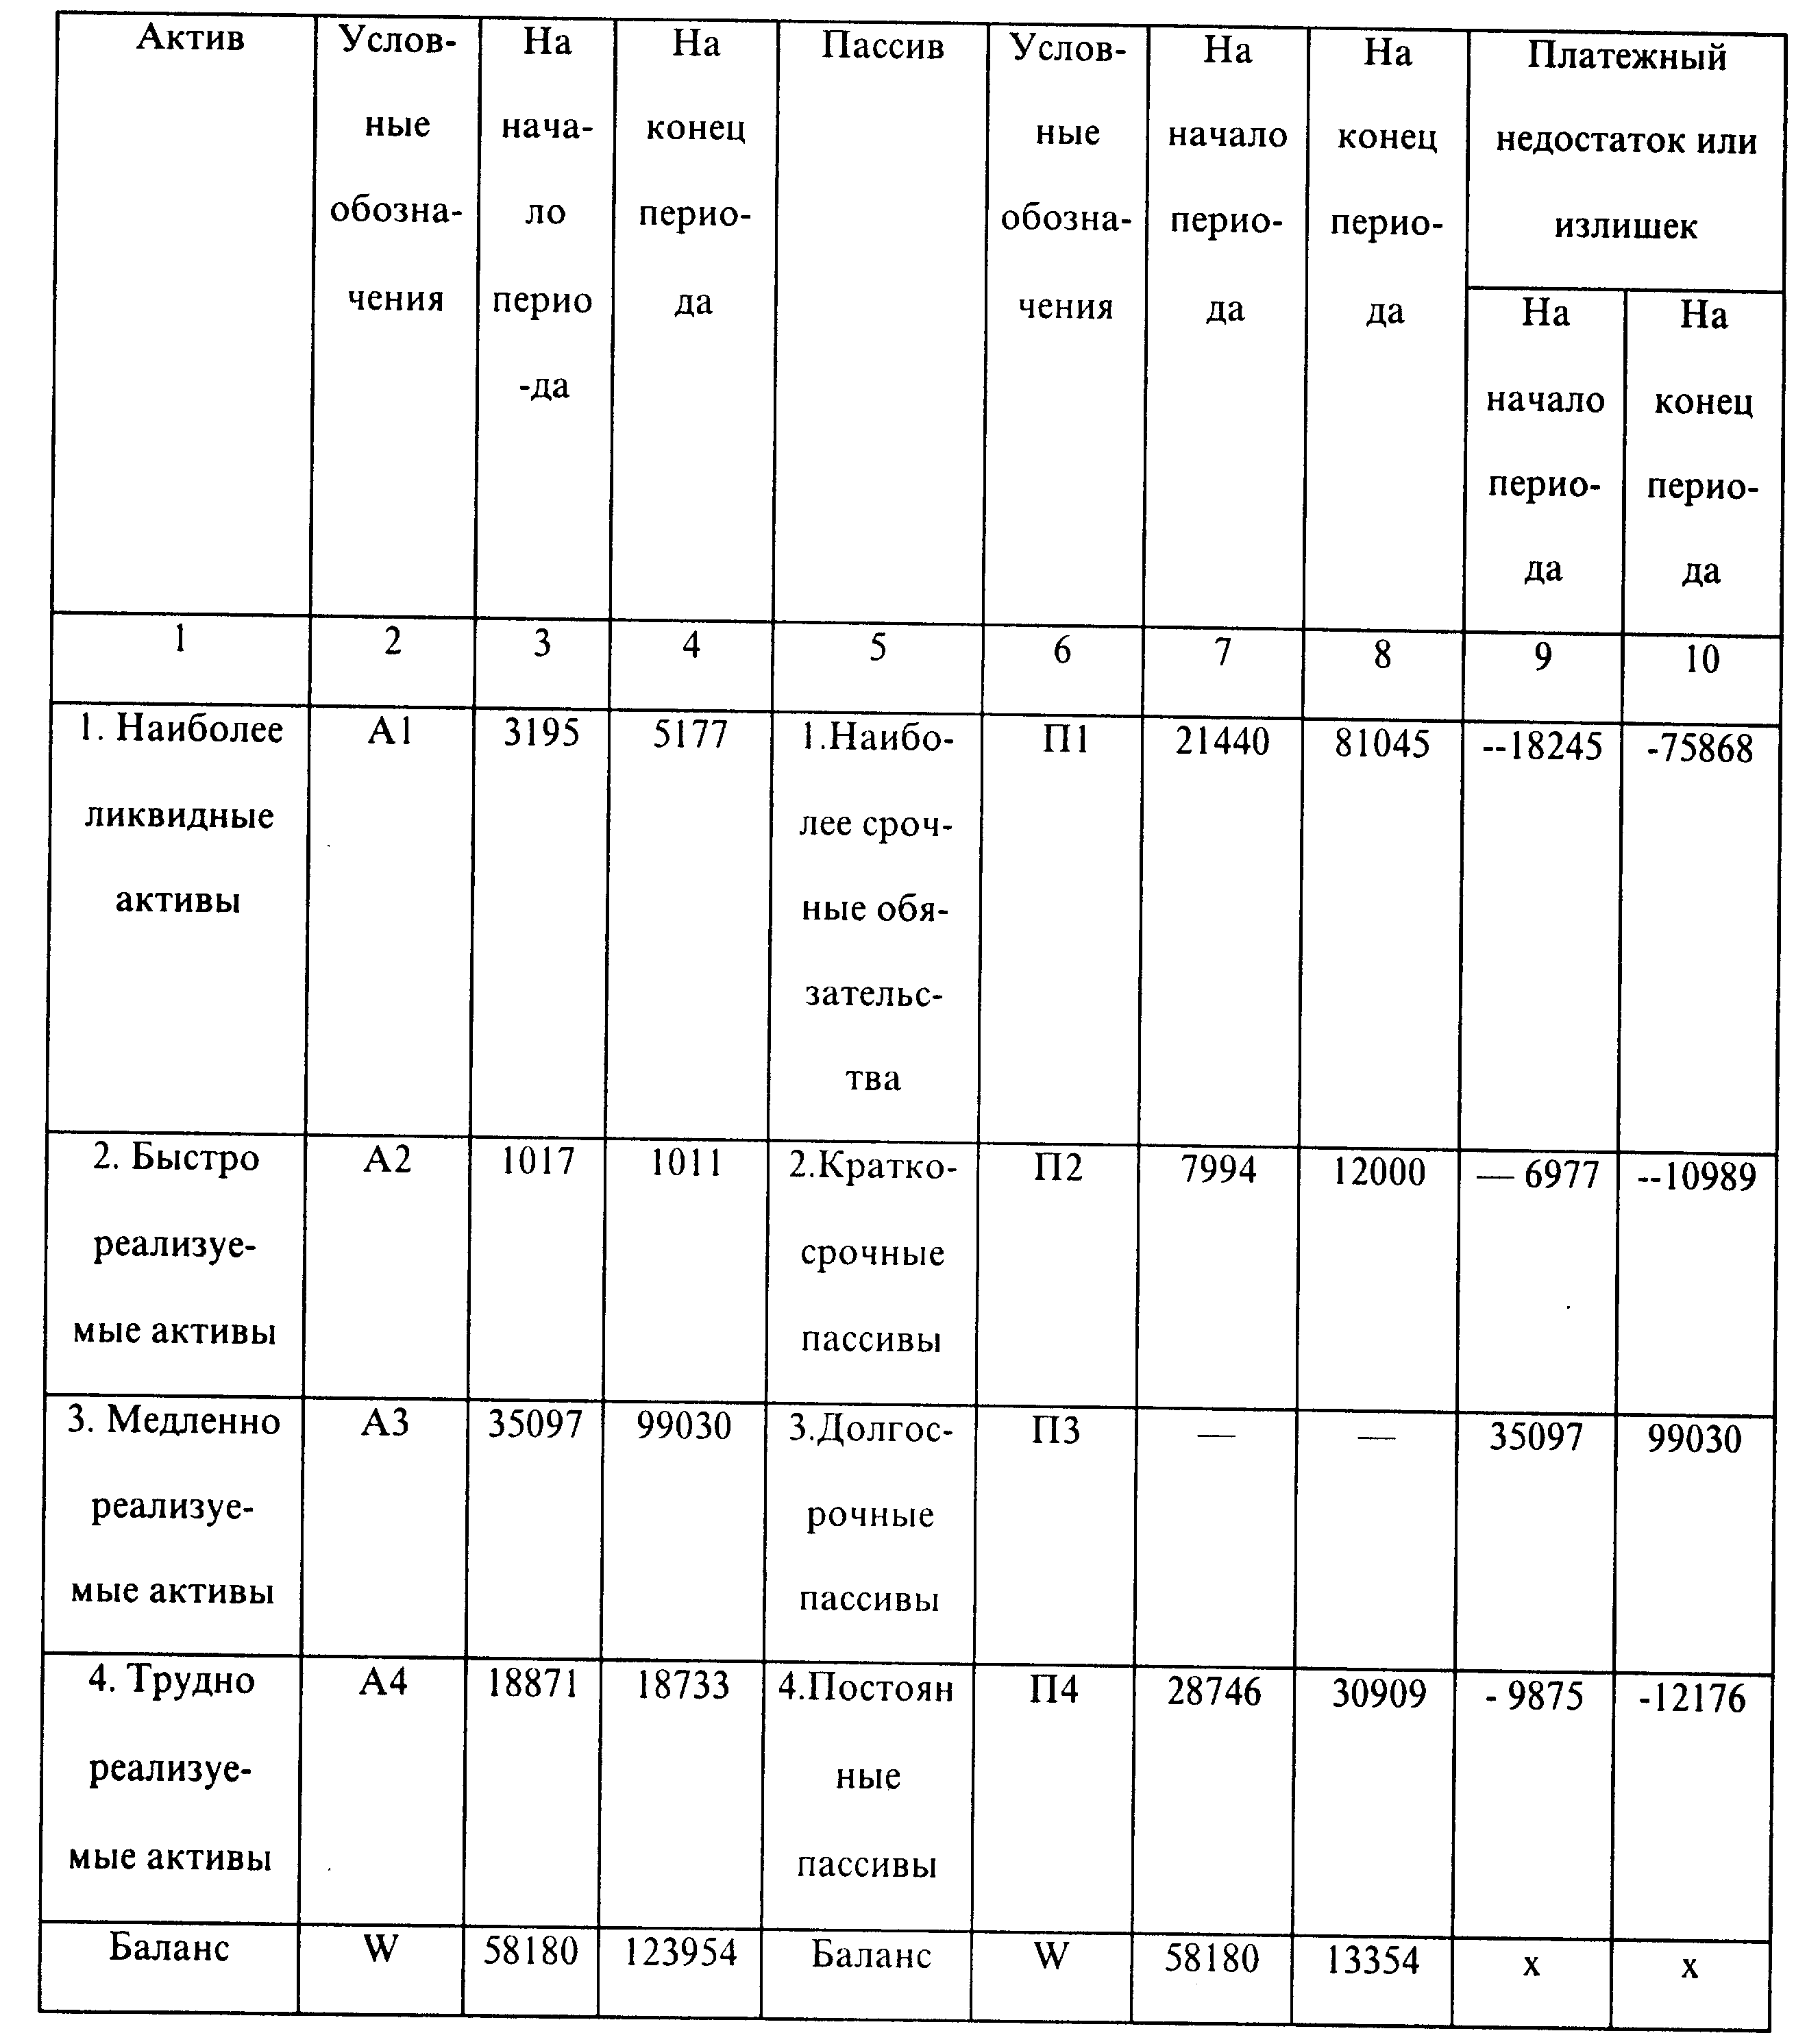 Актив
Услов-
ные
обозна-
чения
На
нача-
ло
перио
-да
На
конец
перио-
да
Пассив
Услов-
ные
обозна-
чения
На
начало
перио-
да
На
конец
перио-
да
Платежный
недостаток или
излишек
На
начало
перио-
да
На
конец
перио-
да
1 2 3 4 5 6 7 8 9 10
1. Наиболее
ликвидные
активы
А1
3195
5177
1.Наибо-
лее сроч-
ные обя-
зательс-
тва
П1
21440
81045
--18245
-75868
2. Быстро
реализуе-
мые активы
А2
1017
1011
2.Кратко-
срочные
пассивы
П2
7994
12000
— 6977
--10989
3. Медленно
реализуе-
мые активы
А3
35097
99030
3.Долгос-
рочные
пассивы
П3
—
—
35097
99030
4. Трудно
реализуе-
мые активы
А4
18871
18733
4.Постоян
ные
пассивы
П4
28746
30909
- 9875
-12176
Баланс W 58180 123954 Баланс W 58180 13354 х х